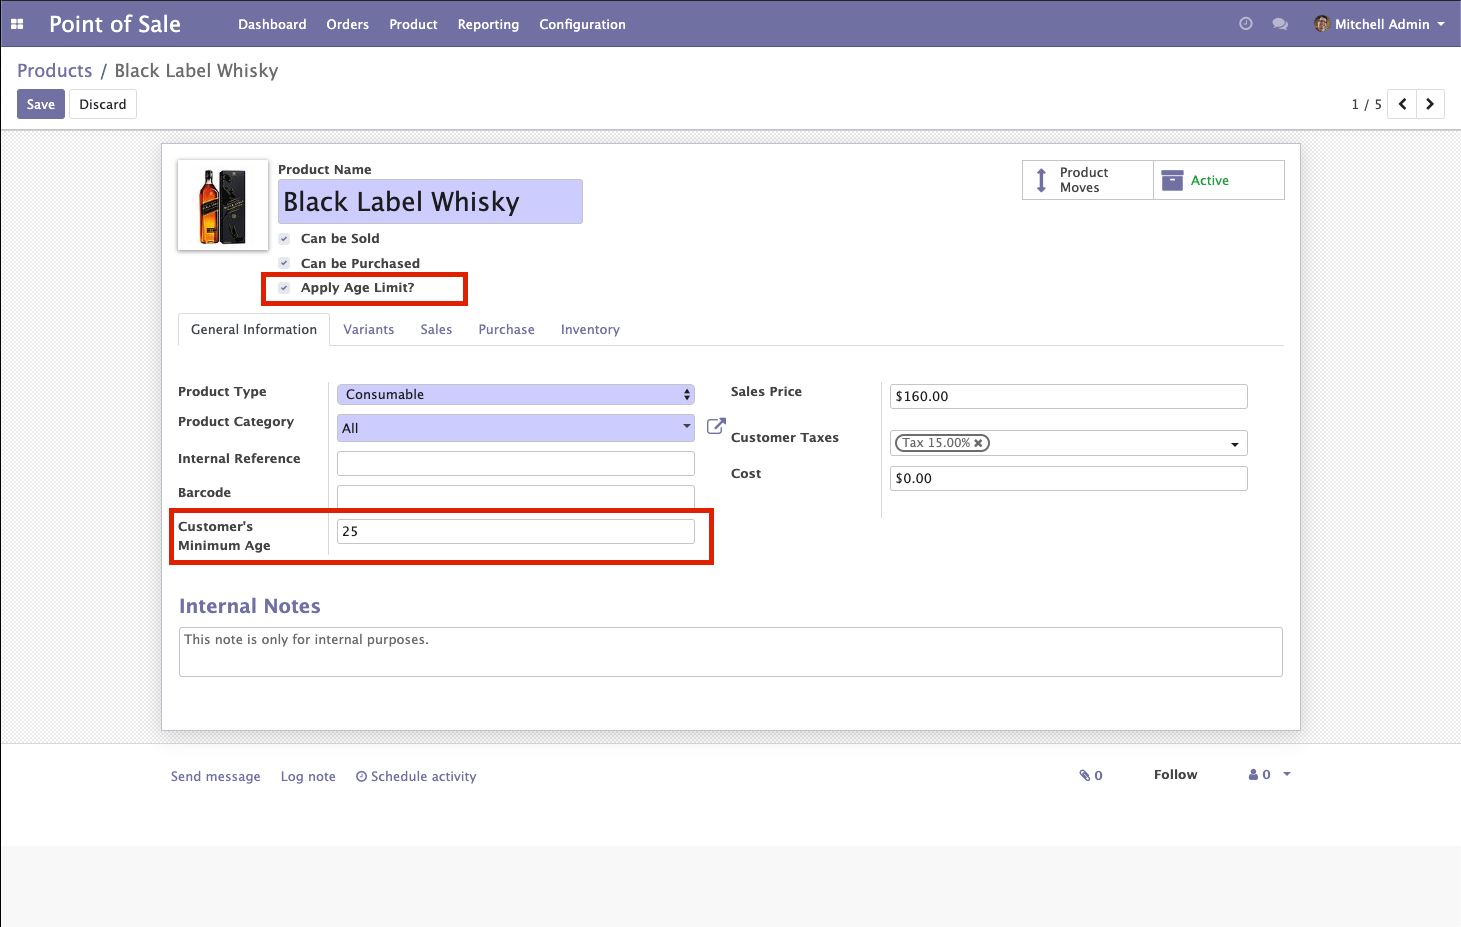 Point of Sale
Dashboard Orders Product Reporting Configuration
Mitchell Admin
Products / Black Label Whisky
Save Discard
1 / 5
Product Name
Black Label Whisky
Product Moves
Active
Can be Sold
Can be Purchased
Apply Age Limit?
General Information Variants Sales Purchase Inventory
Product Type Consumable
Product Category All
Internal Reference
Barcode
Customer's
Minimum Age 25
Sales Price $160.00
Customer Taxes Tax 15.00%
Cost $0.00
Internal Notes
This note is only for internal purposes.
Send message Log note Schedule activity
0 Follow 0